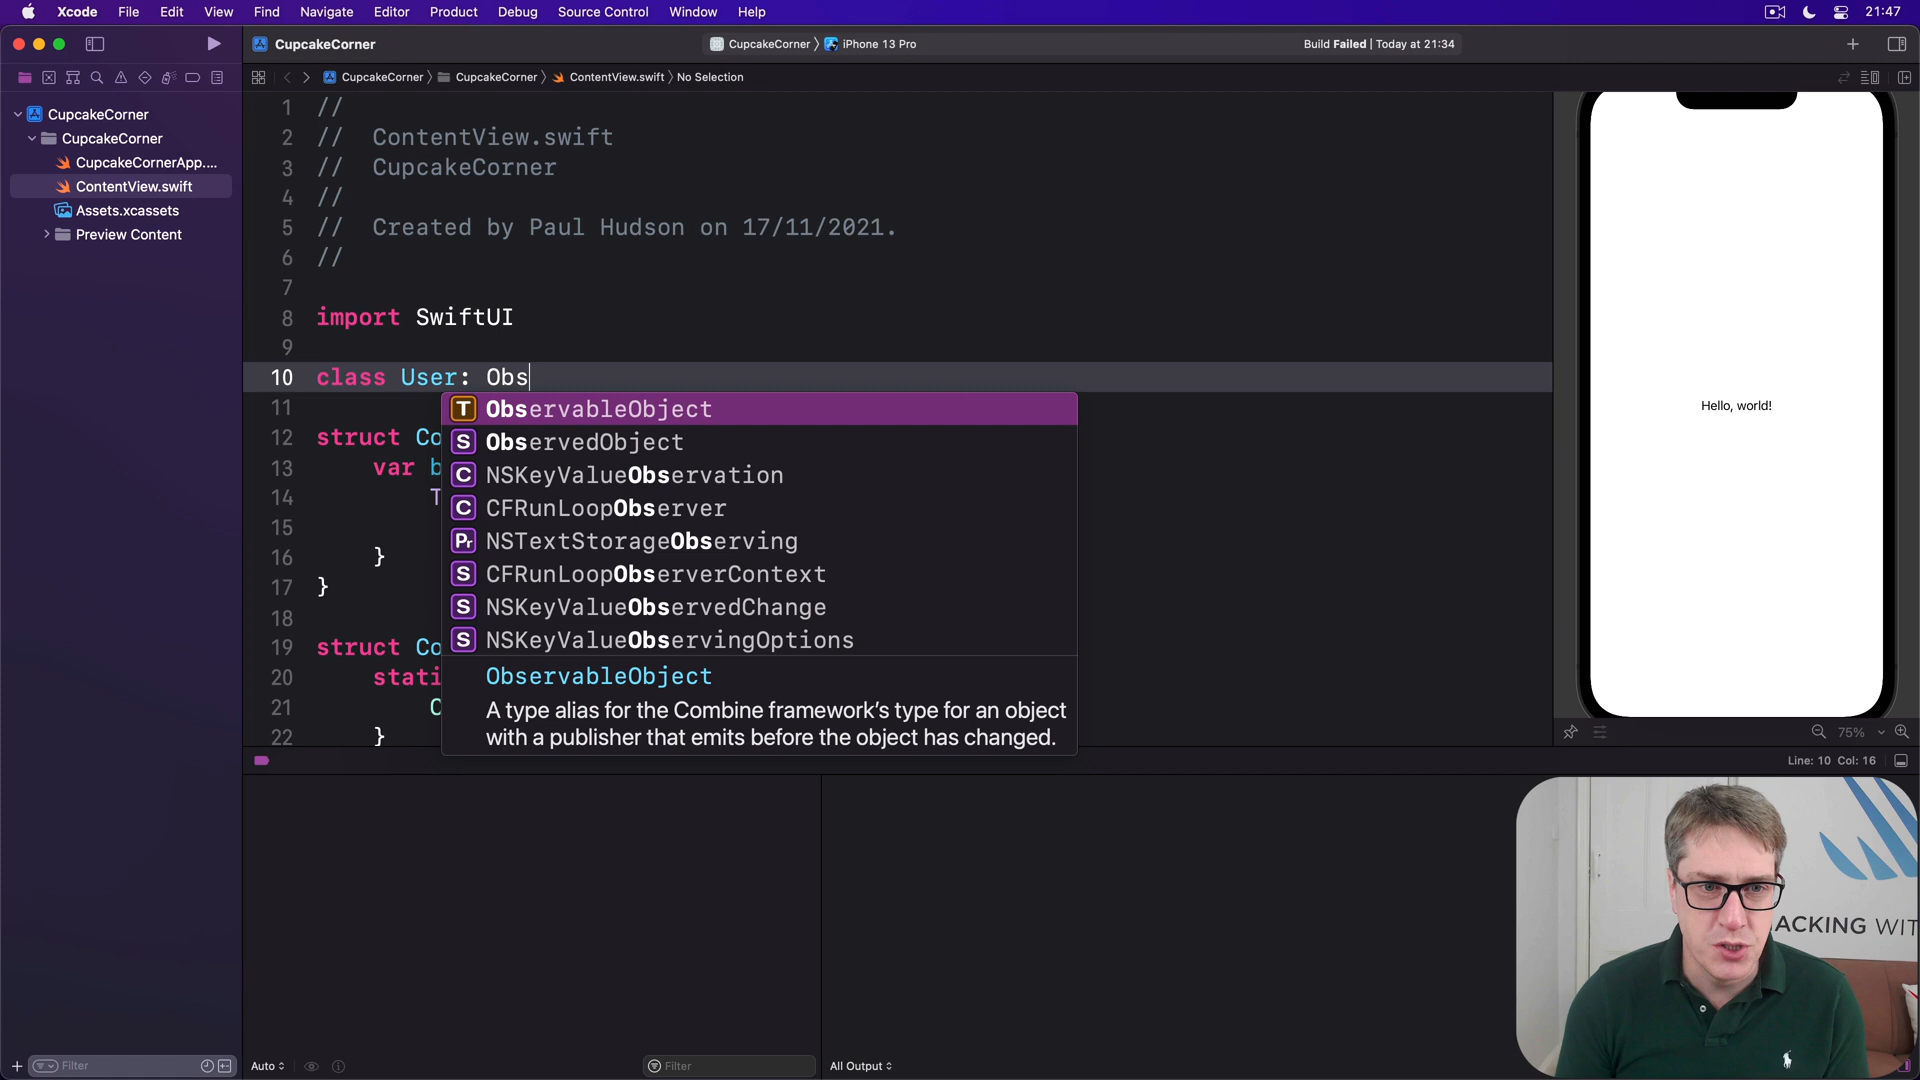 Xcode File Edit View Find Navigate Editor Product Debug Source Control Window Help 21:47
CupcakeCorner CupcakeCorner iPhone 13 Pro Build Failed | Today at 21:34
CupcakeCorner CupcakeCorner ContentView.swift No Selection
CupcakeCorner
CupcakeCorner
CupcakeCornerApp....
ContentView.swift
Assets.xcassets
Preview Content
1 //
2 // ContentView.swift
3 // CupcakeCorner
4 //
5 // Created by Paul Hudson on 17/11/2021.
6 //
7
8 import SwiftUI
9
10 class User: Obs
11
12 struct Co
13 var b
14 T
15
16 }
17 }
18
19 struct Co
20 stati
21 C
22 }
T ObservableObject
S ObservedObject
C NSKeyValueObservation
C CFRunLoopObserver
Pr NSTextStorageObserving
S CFRunLoopObserverContext
S NSKeyValueObservedChange
S NSKeyValueObservingOptions
ObservableObject
A type alias for the Combine framework's type for an object
with a publisher that emits before the object has changed.
Hello, world!
75%
Line: 10 Col: 16
ACKING WIT
Filter
Auto
Filter
All Output